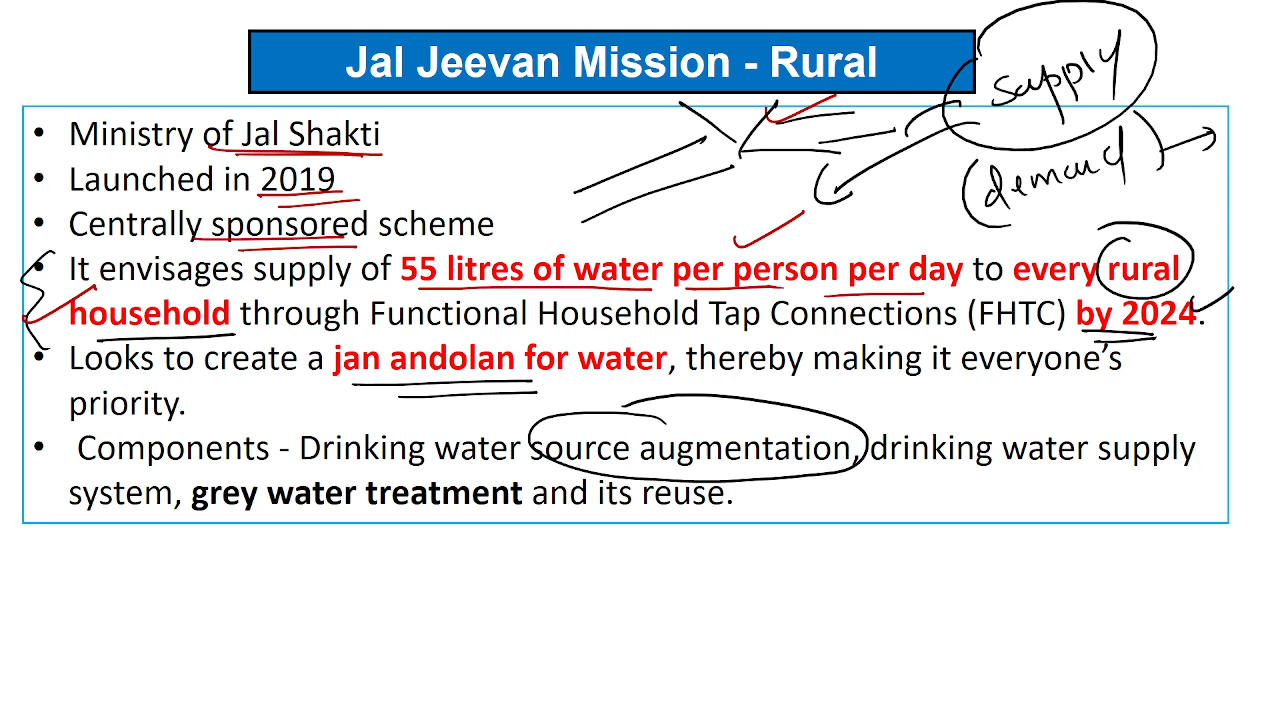 Jal Jeevan Mission - Rural
supply
demand
• Ministry of Jal Shakti
• Launched in 2019
• Centrally sponsored scheme
• It envisages supply of 55 litres of water per person per day to every rural
household through Functional Household Tap Connections (FHTC) by 2024.
• Looks to create a jan andolan for water, thereby making it everyone’s
priority.
• Components - Drinking water source augmentation, drinking water supply
system, grey water treatment and its reuse.